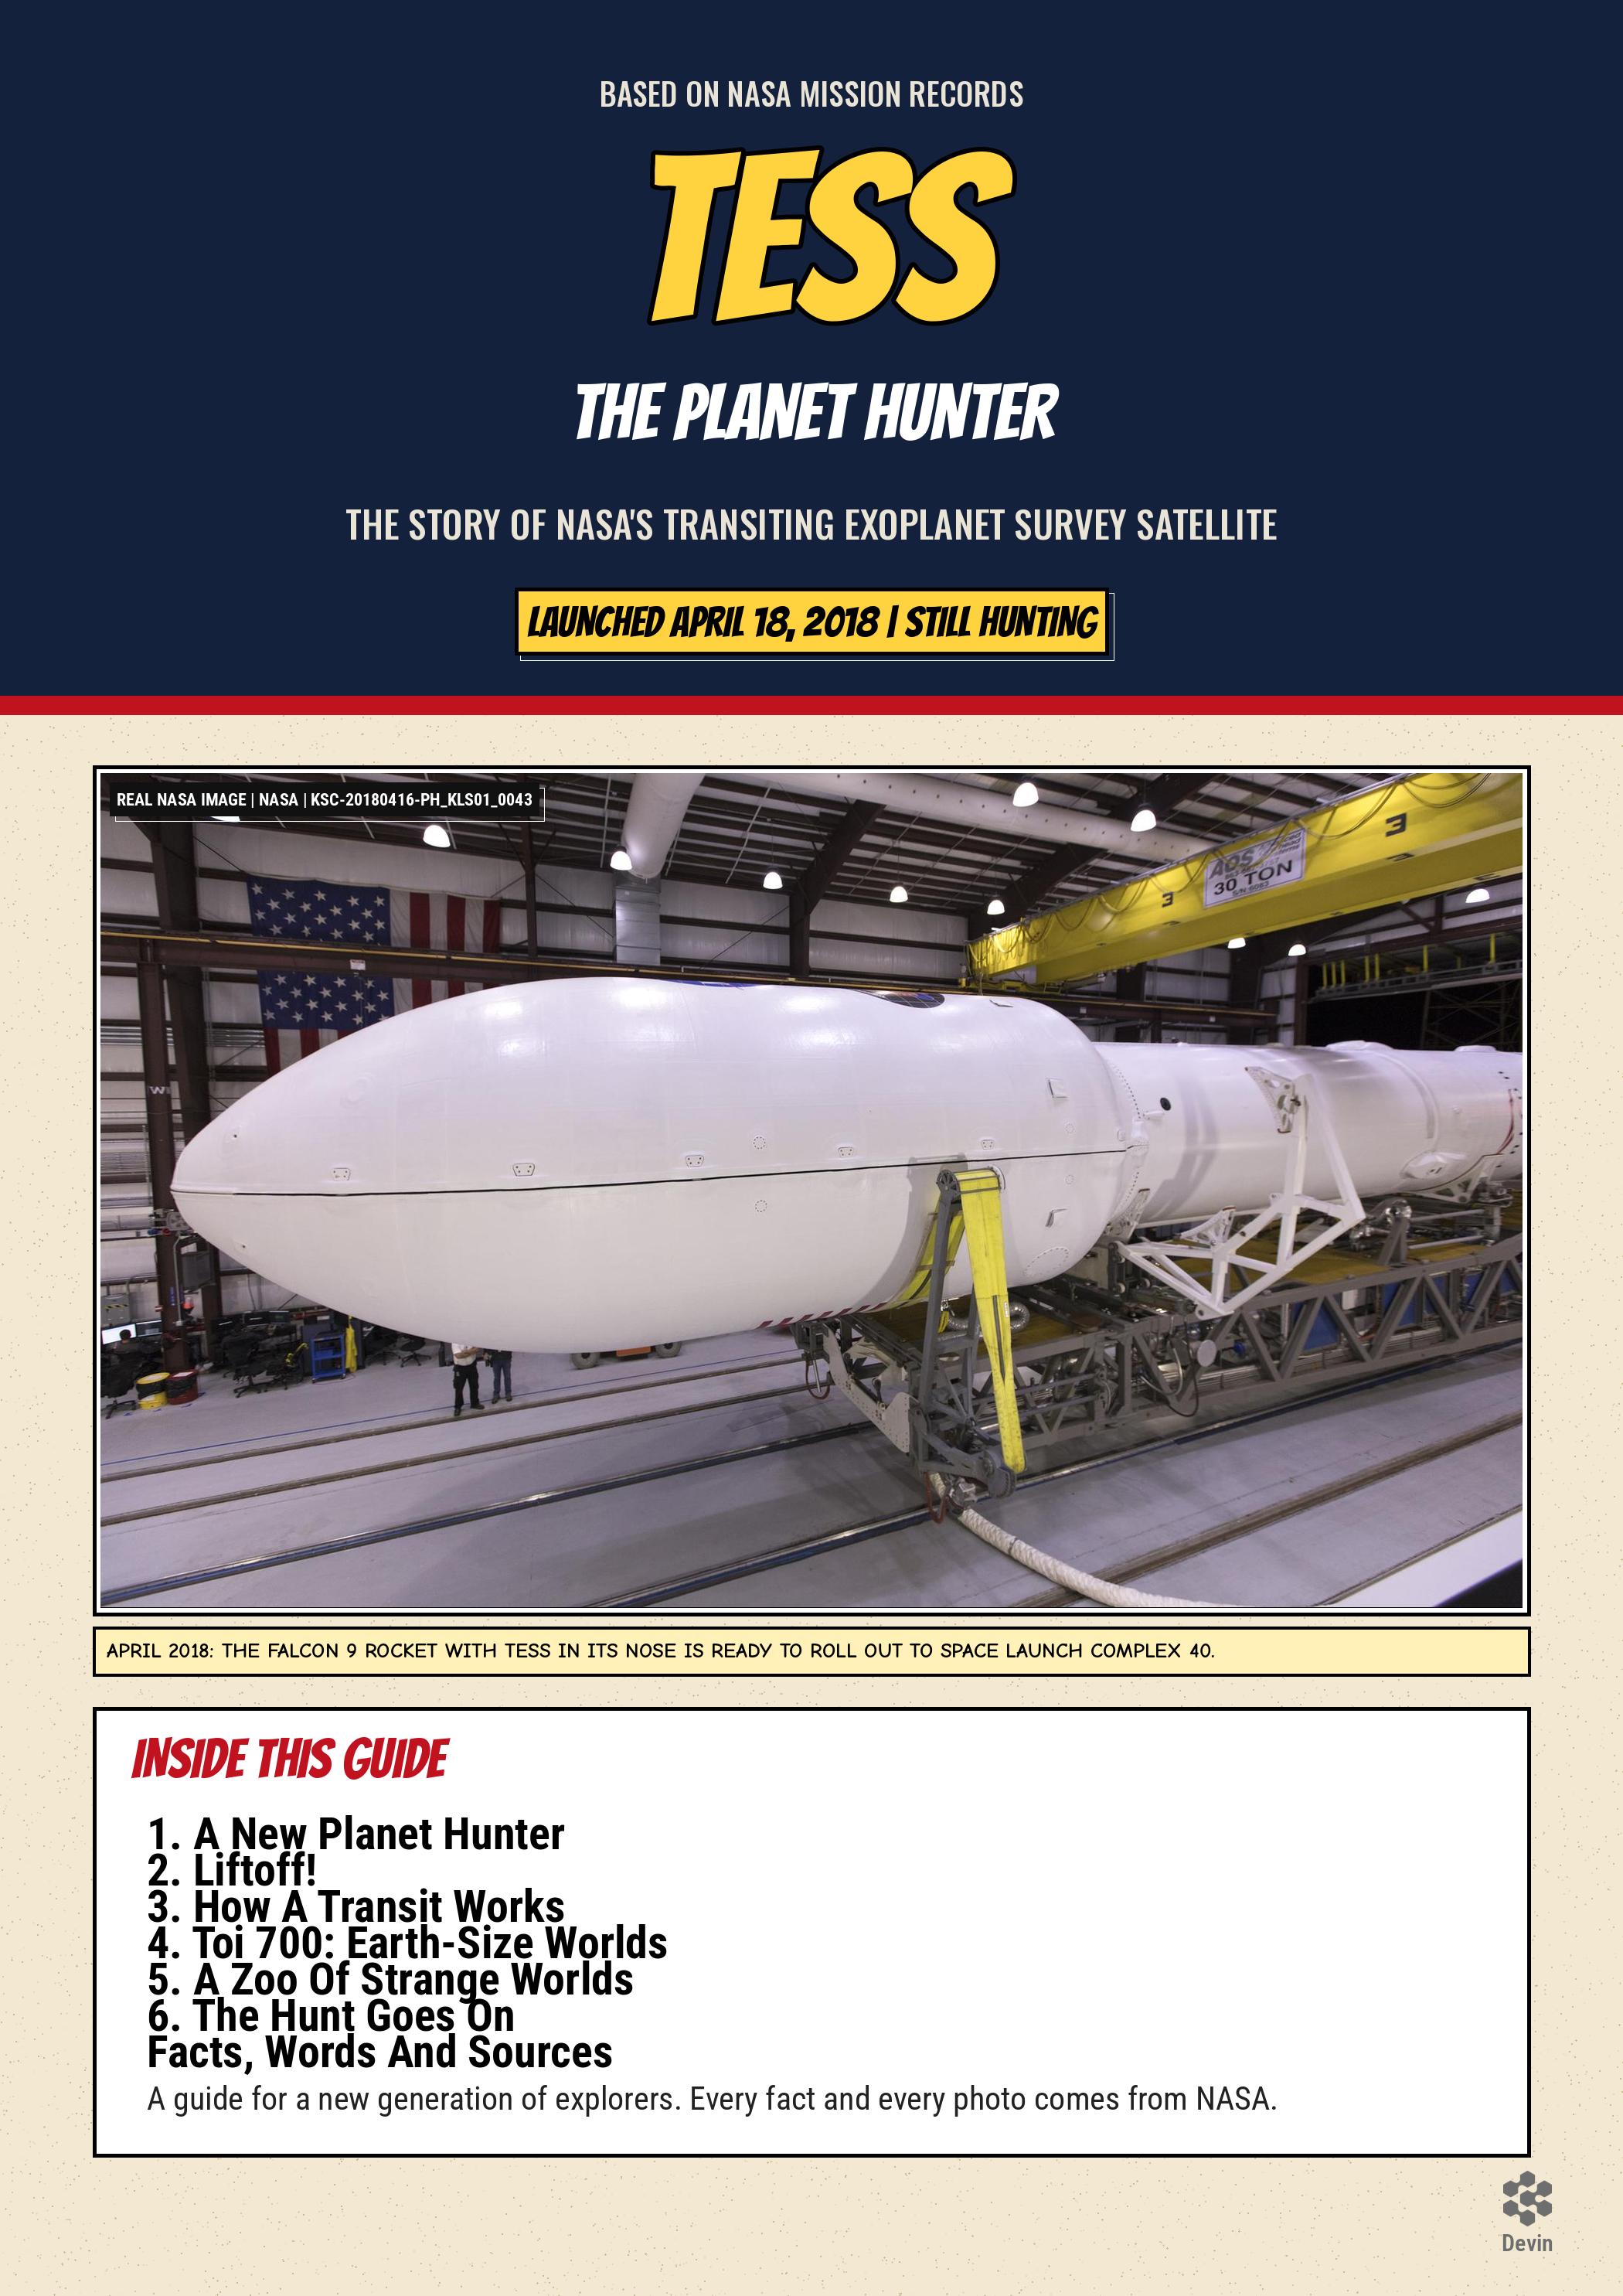 BASED ON NASA MISSION RECORDS
TESS
THE PLANET HUNTER
THE STORY OF NASA'S TRANSITING EXOPLANET SURVEY SATELLITE
LAUNCHED APRIL 18, 2018 | STILL HUNTING
REAL NASA IMAGE | NASA | KSC-20180416-PH_KLS01_0043
3
AOS
30 TON
3
APRIL 2018: THE FALCON 9 ROCKET WITH TESS IN ITS NOSE IS READY TO ROLL OUT TO SPACE LAUNCH COMPLEX 40.
INSIDE THIS GUIDE
1. A New Planet Hunter
2. Liftoff!
3. How A Transit Works
4. Toi 700: Earth-Size Worlds
5. A Zoo Of Strange Worlds
6. The Hunt Goes On
Facts, Words And Sources
A guide for a new generation of explorers. Every fact and every photo comes from NASA.
Devin